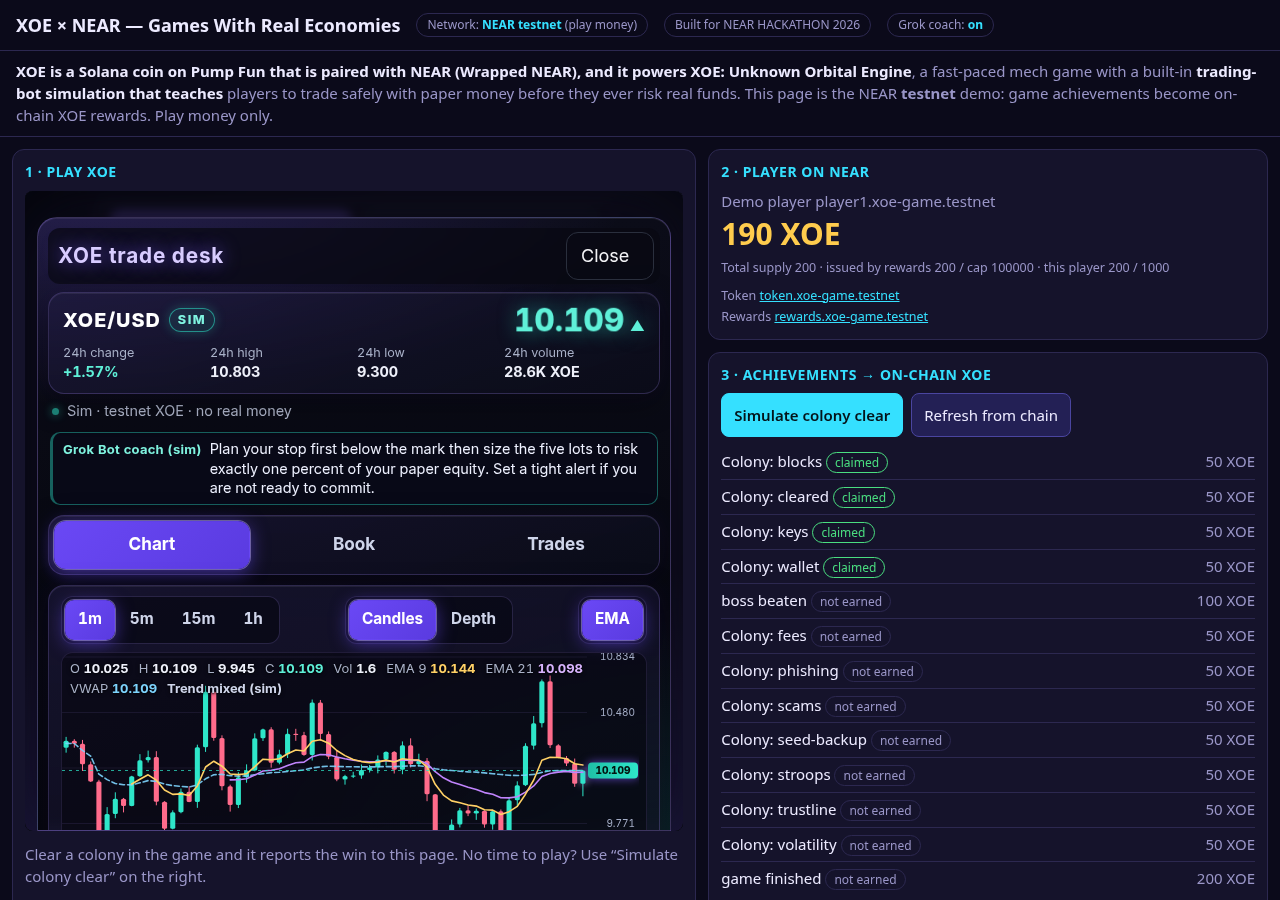 XOE × NEAR — Games With Real Economies
Network: NEAR testnet (play money)
Built for NEAR HACKATHON 2026
Grok coach: on
XOE is a Solana coin on Pump Fun that is paired with NEAR (Wrapped NEAR), and it powers XOE: Unknown Orbital Engine, a fast-paced mech game with a built-in trading-
bot simulation that teaches players to trade safely with paper money before they ever risk real funds. This page is the NEAR testnet demo: game achievements become on-
chain XOE rewards. Play money only.
1 · PLAY XOE
XOE trade desk
Close
XOE/USD SIM
10.109 ▲
24h change 24h high 24h low 24h volume
+1.57% 10.803 9.300 28.6K XOE
Sim · testnet XOE · no real money
Grok Bot coach (sim) Plan your stop first below the mark then size the five lots to risk
exactly one percent of your paper equity. Set a tight alert if you
are not ready to commit.
Chart Book Trades
1m 5m 15m 1h Candles Depth EMA
O 10.025 H 10.109 L 9.945 C 10.109 Vol 1.6 EMA 9 10.144 EMA 21 10.098
VWAP 10.109 Trend mixed (sim)
10.834
10.480
10.109
9.771
Clear a colony in the game and it reports the win to this page. No time to play? Use “Simulate
colony clear” on the right.
2 · PLAYER ON NEAR
Demo player player1.xoe-game.testnet
190 XOE
Total supply 200 · issued by rewards 200 / cap 100000 · this player 200 / 1000
Token token.xoe-game.testnet
Rewards rewards.xoe-game.testnet
3 · ACHIEVEMENTS → ON-CHAIN XOE
Simulate colony clear Refresh from chain
Colony: blocks claimed 50 XOE
Colony: cleared claimed 50 XOE
Colony: keys claimed 50 XOE
Colony: wallet claimed 50 XOE
boss beaten not earned 100 XOE
Colony: fees not earned 50 XOE
Colony: phishing not earned 50 XOE
Colony: scams not earned 50 XOE
Colony: seed-backup not earned 50 XOE
Colony: stroops not earned 50 XOE
Colony: trustline not earned 50 XOE
Colony: volatility not earned 50 XOE
game finished not earned 200 XOE